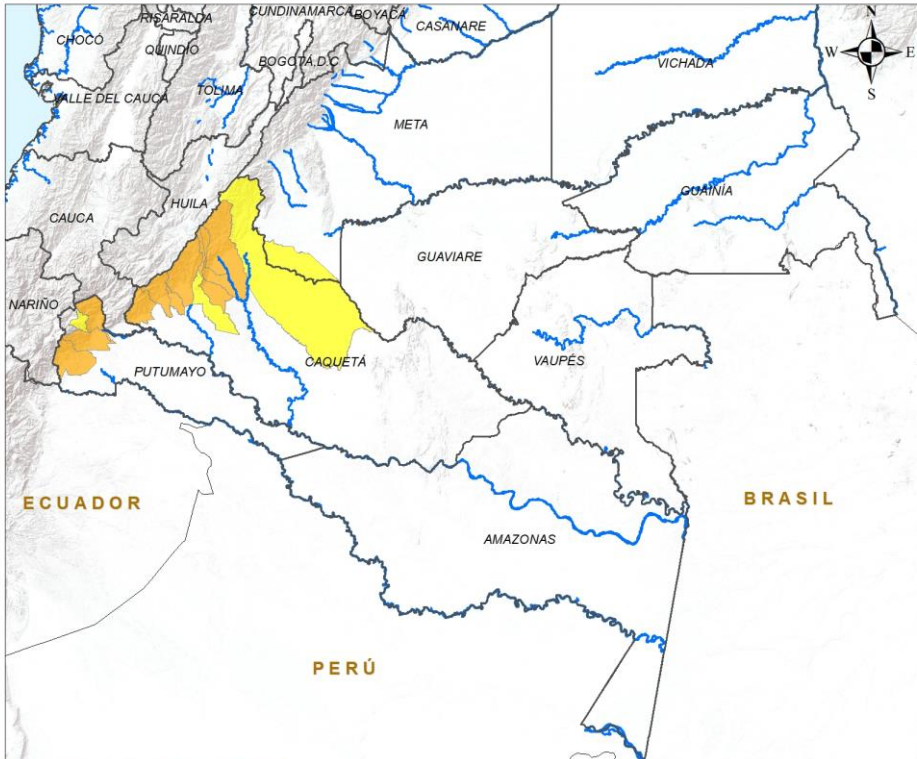 CUNDINAMARCA
BOYACÁ
RISARALDA
CASANARE
CHOCÓ
QUINDÍO
BOGOTÁ,D.C
N
W E
S
VICHADA
TOLIMA
VALLE DEL CAUCA
META
GUAINÍA
HUILA
CAUCA
GUAVIARE
NARIÑO
CAQUETÁ
VAUPÉS
PUTUMAYO
ECUADOR
BRASIL
AMAZONAS
PERÚ